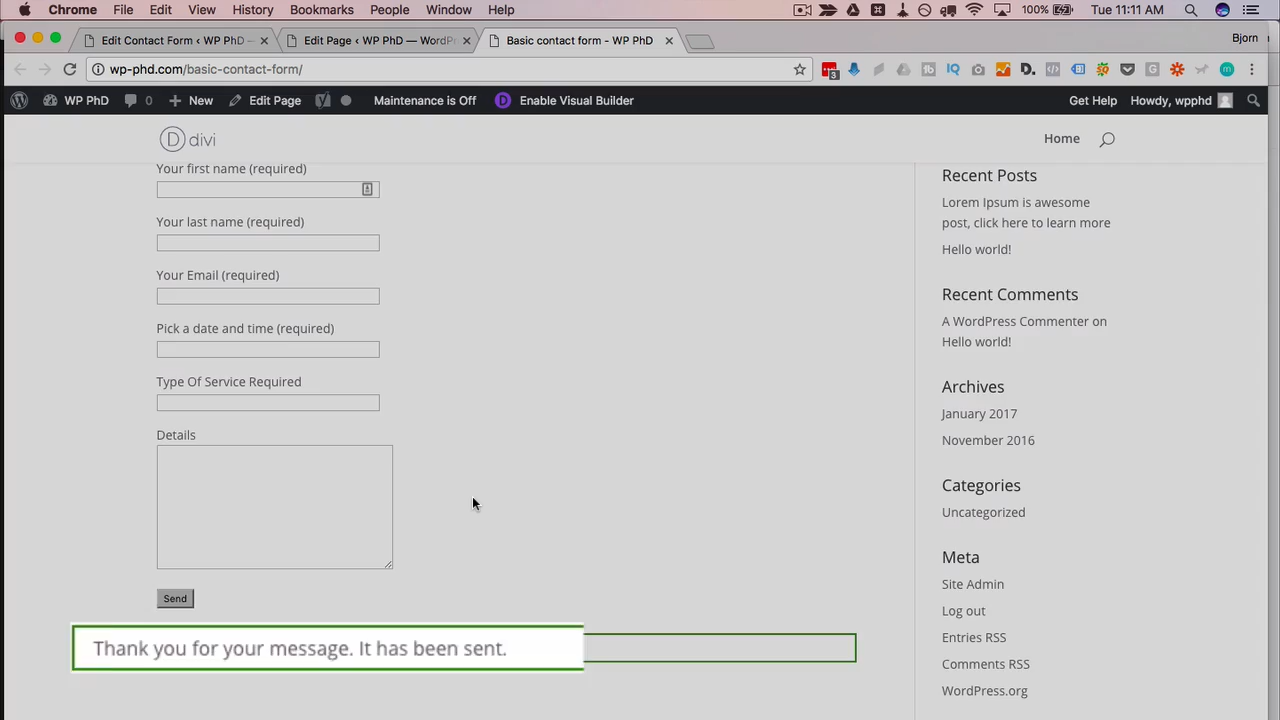 Chrome File Edit View History Bookmarks People Window Help 100% Tue 11:11 AM
Edit Contact Form ‹ WP PhD — Edit Page ‹ WP PhD — WordP Basic contact form - WP PhD Bjorn
wp-phd.com/basic-contact-form/ 3
WP PhD 0 New Edit Page Maintenance is Off D Enable Visual Builder Get Help Howdy, wpphd
D divi Home
Your first name (required)
Your last name (required)
Your Email (required)
Pick a date and time (required)
Type Of Service Required
Details
Send
Thank you for your message. It has been sent.
Recent Posts
Lorem Ipsum is awesome
post, click here to learn more
Hello world!
Recent Comments
A WordPress Commenter on
Hello world!
Archives
January 2017
November 2016
Categories
Uncategorized
Meta
Site Admin
Log out
Entries RSS
Comments RSS
WordPress.org